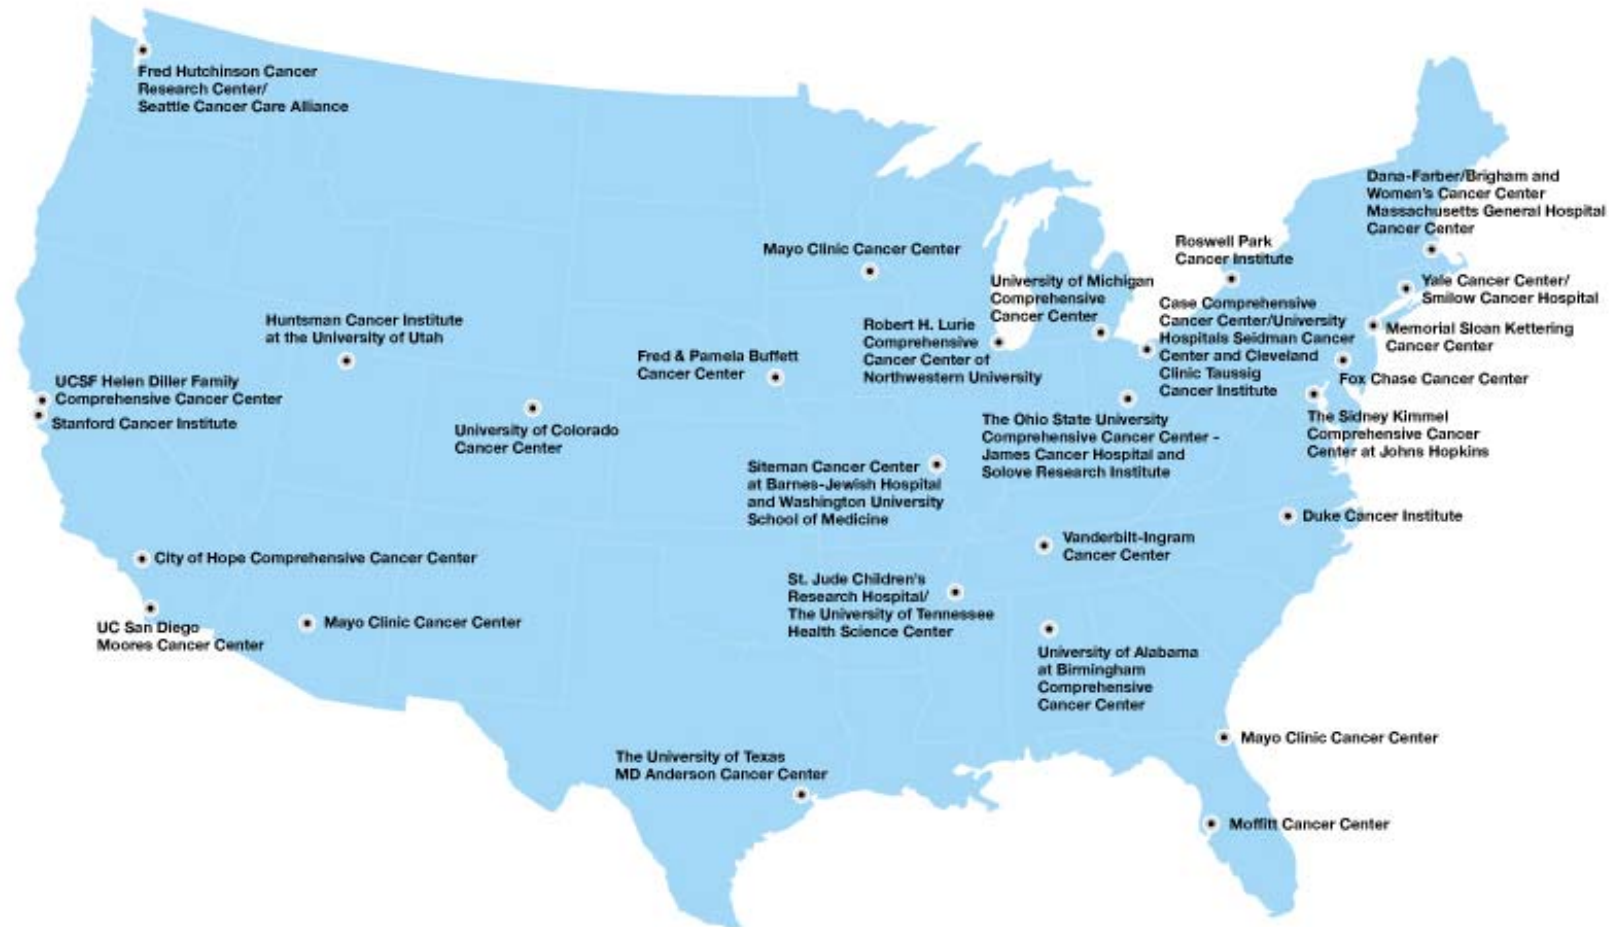 Fred Hutchinson Cancer
Research Center/
Seattle Cancer Care Alliance
Dana-Farber/Brigham and
Women's Cancer Center
Massachusetts General Hospital
Cancer Center
Roswell Park
Cancer Institute
Mayo Clinic Cancer Center
University of Michigan
Comprehensive
Cancer Center
Yale Cancer Center/
Smilow Cancer Hospital
Case Comprehensive
Cancer Center/University
Hospitals Seidman Cancer
Center and Cleveland
Clinic Taussig
Cancer Institute
Huntsman Cancer Institute
at the University of Utah
Robert H. Lurie
Comprehensive
Cancer Center of
Northwestern University
Memorial Sloan Kettering
Cancer Center
Fred & Pamela Buffett
Cancer Center
Fox Chase Cancer Center
UCSF Helen Diller Family
Comprehensive Cancer Center
Stanford Cancer Institute
University of Colorado
Cancer Center
The Ohio State University
Comprehensive Cancer Center -
James Cancer Hospital and
Solove Research Institute
The Sidney Kimmel
Comprehensive Cancer
Center at Johns Hopkins
Siteman Cancer Center
at Barnes-Jewish Hospital
and Washington University
School of Medicine
Duke Cancer Institute
Vanderbilt-Ingram
Cancer Center
City of Hope Comprehensive Cancer Center
St. Jude Children's
Research Hospital/
The University of Tennessee
Health Science Center
UC San Diego
Moores Cancer Center
Mayo Clinic Cancer Center
University of Alabama
at Birmingham
Comprehensive
Cancer Center
Mayo Clinic Cancer Center
The University of Texas
MD Anderson Cancer Center
Moffitt Cancer Center